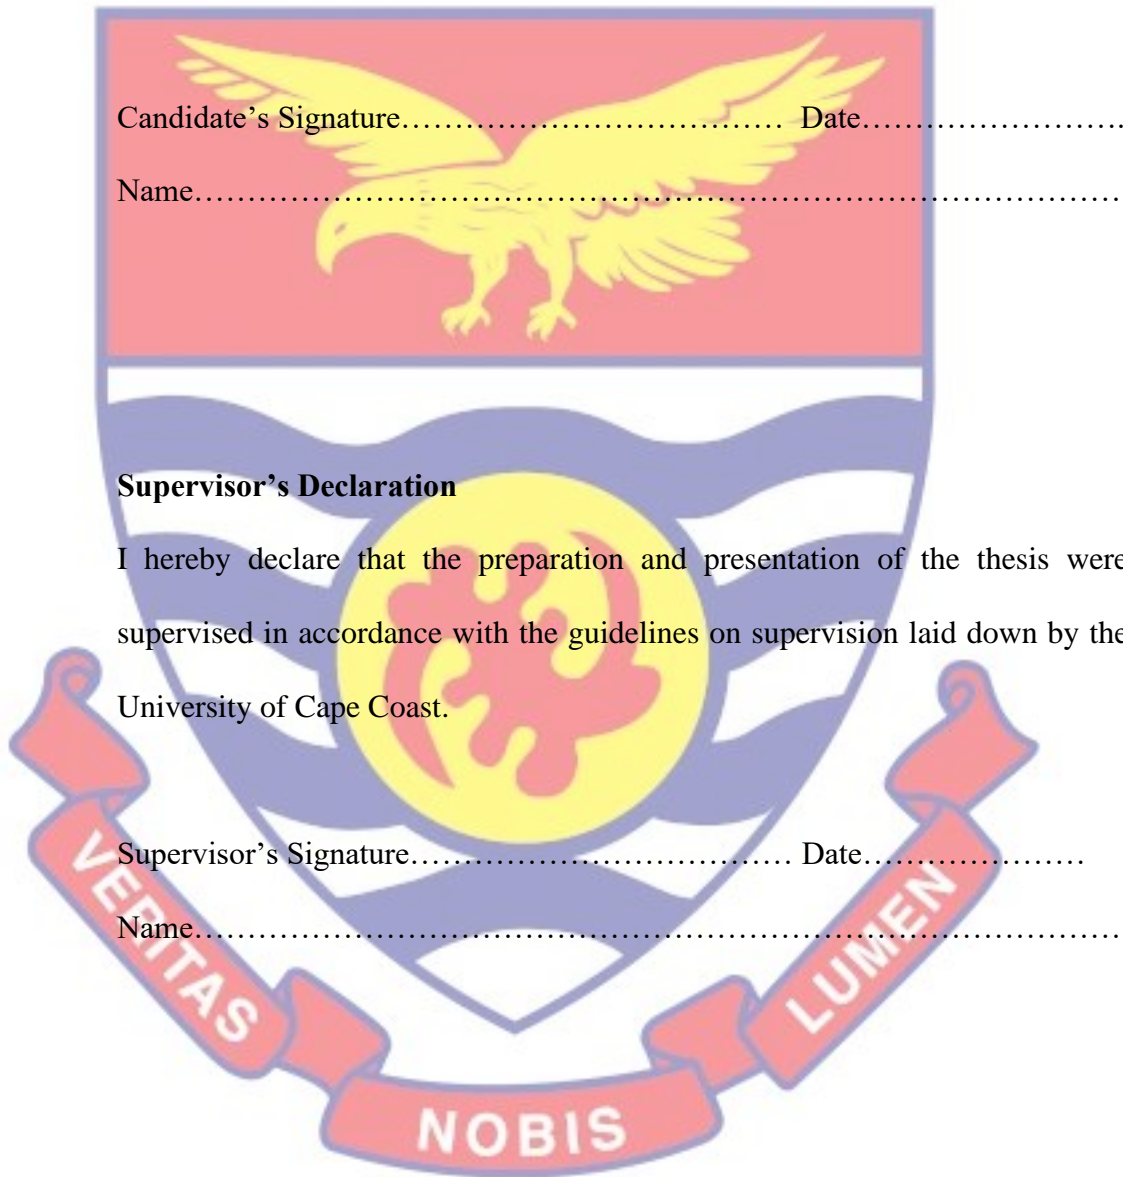 Candidate’s Signature……………………………… Date…………………….
Name……………………………………………………………………………
Supervisor’s Declaration
I hereby declare that the preparation and presentation of the thesis were
supervised in accordance with the guidelines on supervision laid down by the
University of Cape Coast.
Supervisor’s Signature……………………………… Date…………………
Name……………………………………………………………………………
VERITAS
NOBIS
LUMEN